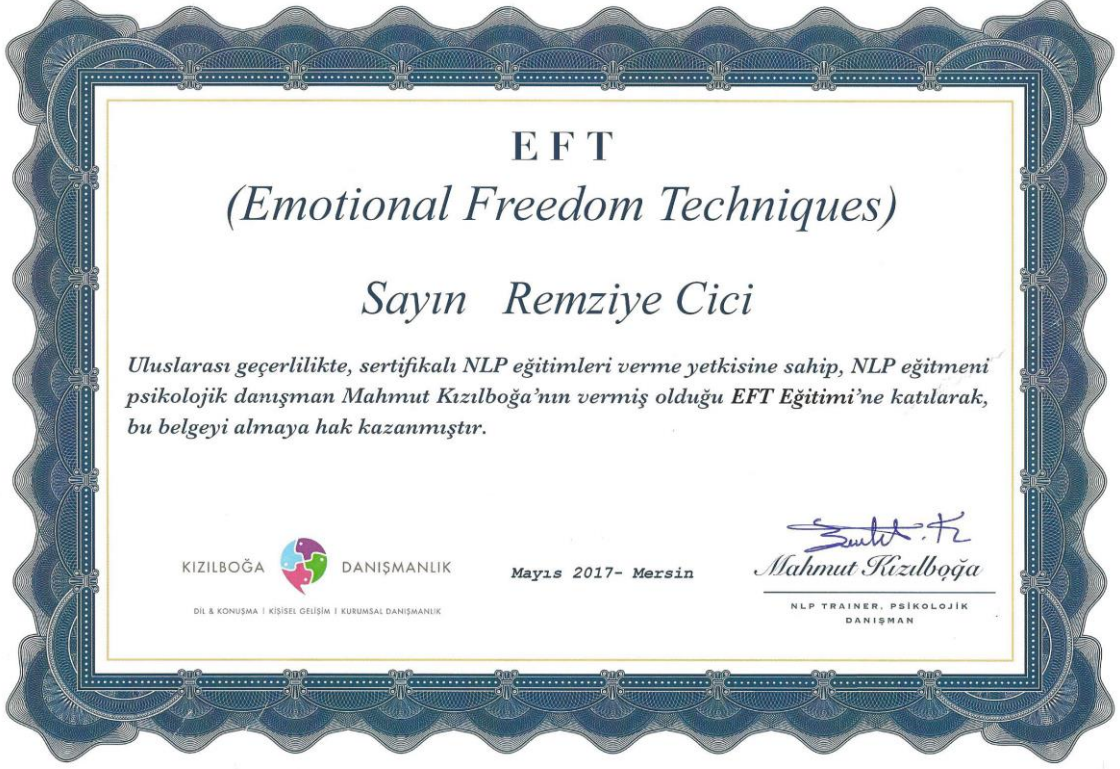 EFT
(Emotional Freedom Techniques)
Sayın Remziye Cici
Uluslarası geçerlilikte, sertifikalı NLP eğitimleri verme yetkisine sahip, NLP eğitmeni
psikolojik danışman Mahmut Kızılboğa'nın vermiş olduğu EFT Eğitimi'ne katılarak,
bu belgeyi almaya hak kazanmıştır.
KIZILBOĞA DANIŞMANLIK
DİL & KONUŞMA | KİŞİSEL GELİŞİM | KURUMSAL DANIŞMANLIK
Mayıs 2017- Mersin
Mahmut Kızılboğa
NLP TRAINER, PSİKOLOJİK
DANIŞMAN